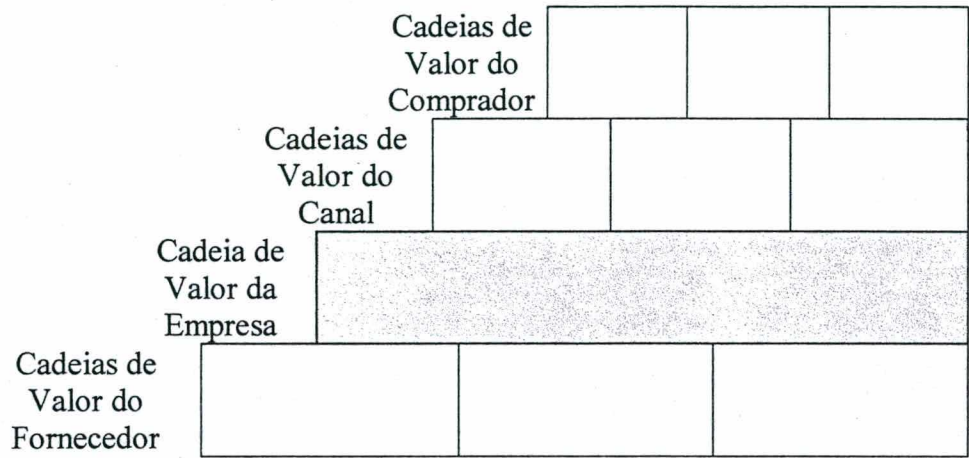 Cadeias de
Valor do
Comprador
Cadeias de
Valor do
Canal
Cadeia de
Valor da
Empresa
Cadeias de
Valor do
Fornecedor